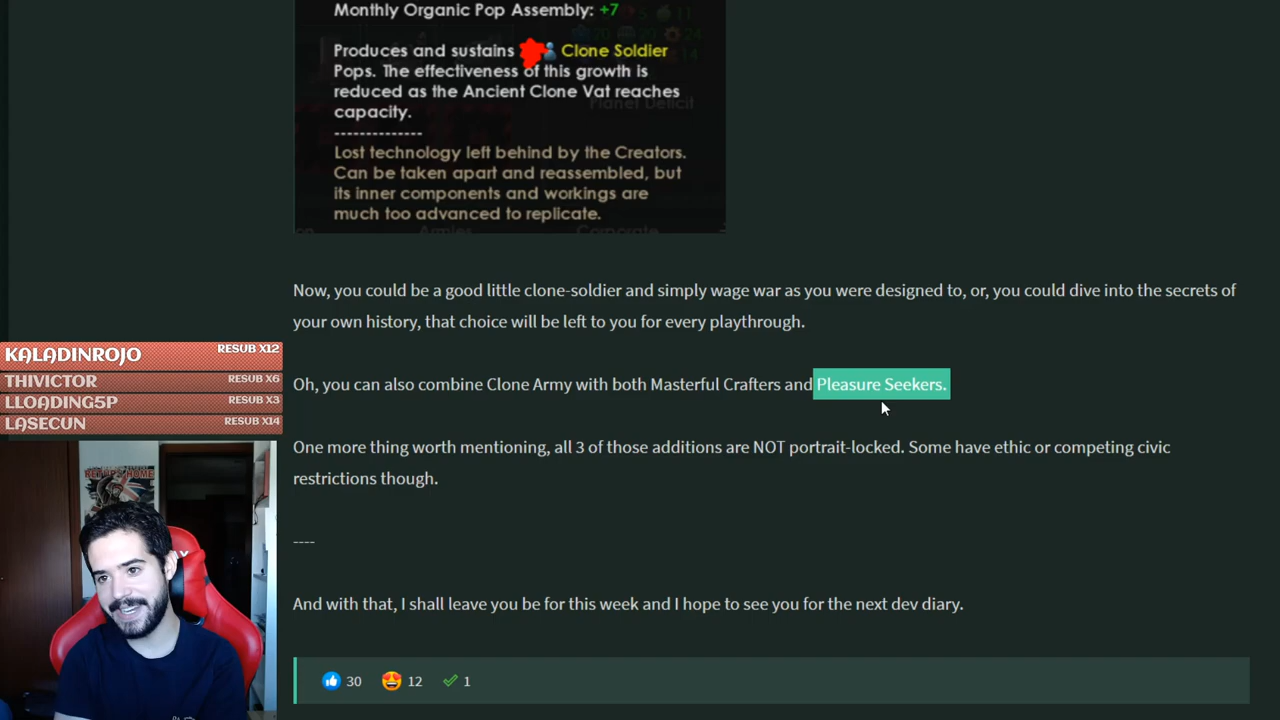 Monthly Organic Pop Assembly: +7
Produces and sustains Clone Soldier
Pops. The effectiveness of this growth is
reduced as the Ancient Clone Vat reaches
capacity.
--------------
Lost technology left behind by the Creators.
Can be taken apart and reassembled, but
its inner components and workings are
much too advanced to replicate.
Planet Deficit
Now, you could be a good little clone-soldier and simply wage war as you were designed to, or, you could dive into the secrets of
your own history, that choice will be left to you for every playthrough.
KALADINROJO RESUB X12
THIVICTOR RESUB X6
LLOADING5P RESUB X3
LASECUN RESUB X14
Oh, you can also combine Clone Army with both Masterful Crafters and Pleasure Seekers.
One more thing worth mentioning, all 3 of those additions are NOT portrait-locked. Some have ethic or competing civic
restrictions though.
----
And with that, I shall leave you be for this week and I hope to see you for the next dev diary.
30 12 1